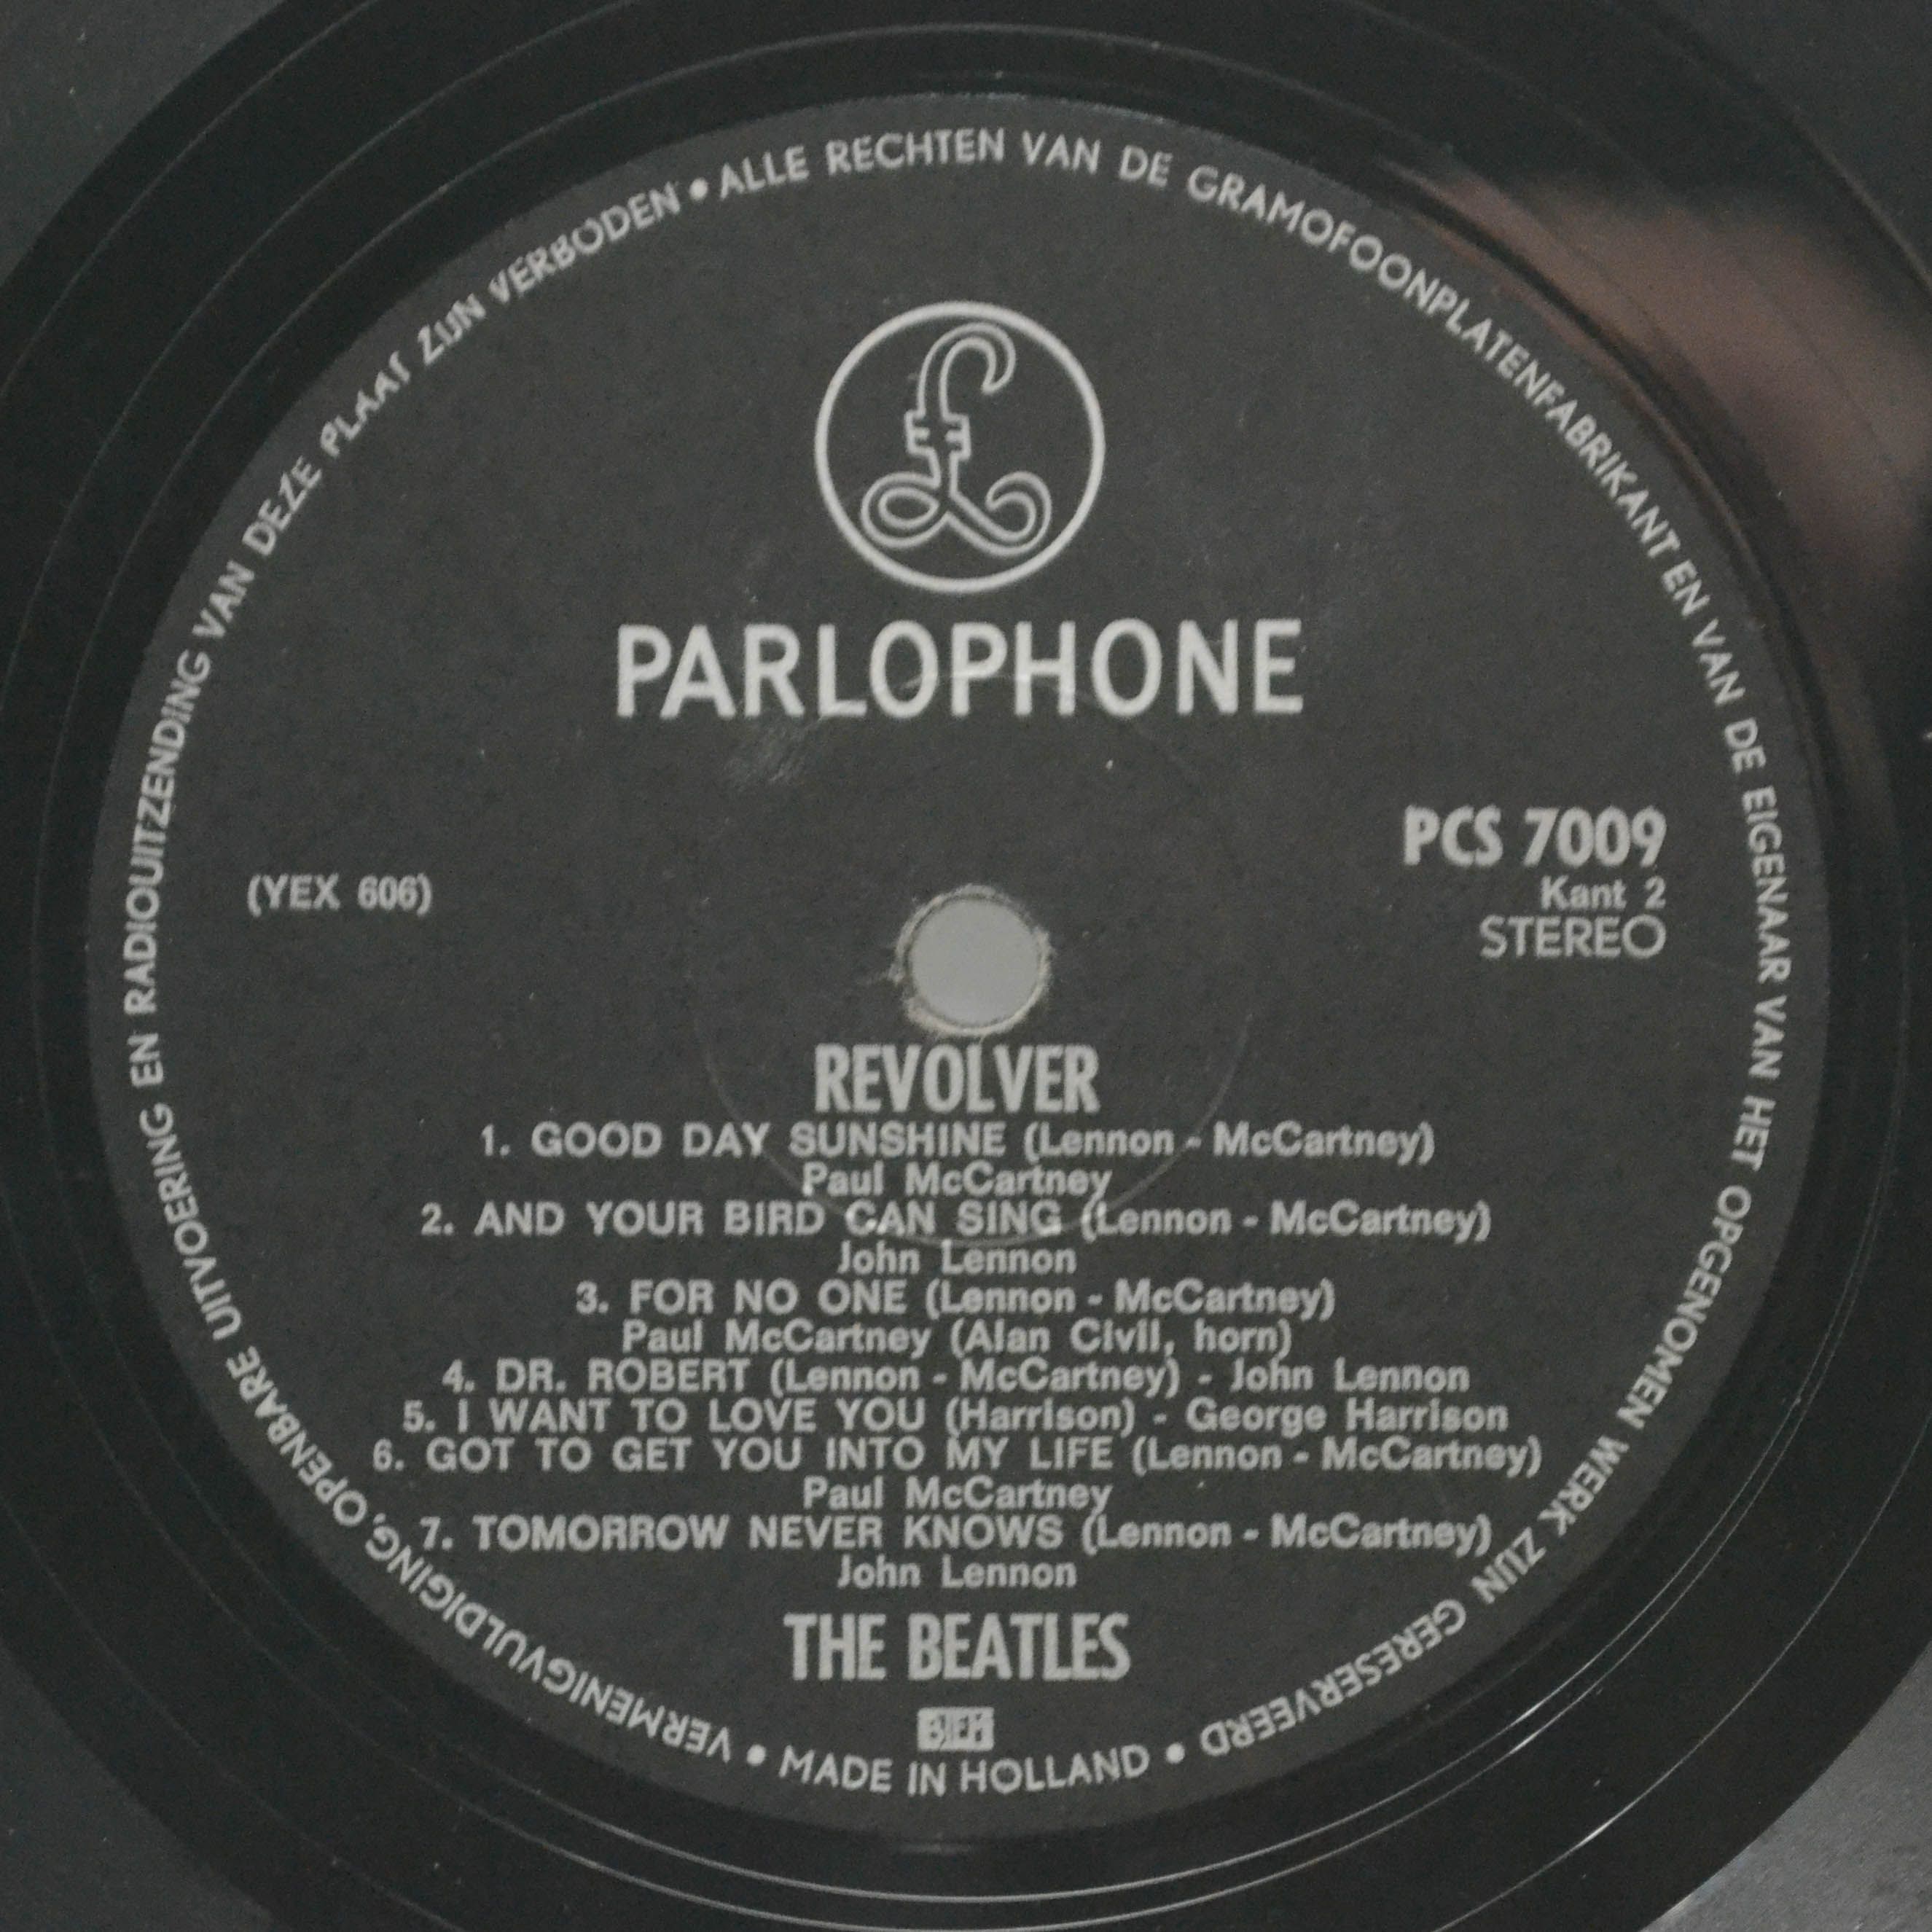 ALLE RECHTEN VAN DE GRAMOFOONPLATENFABRIKANT EN VAN DE EIGENAAR VAN HET OPGENOMEN WERK ZIJN GERESERVEERD • MADE IN HOLLAND • VERMENIGVULDIGING, OPENBARE UITVOERING EN RADIOUITZENDING VAN DEZE PLAAT ZIJN VERBODEN •
PARLOPHONE
PCS 7009
(YEX 606)
Kant 2
STEREO
REVOLVER
1. GOOD DAY SUNSHINE (Lennon - McCartney)
Paul McCartney
2. AND YOUR BIRD CAN SING (Lennon - McCartney)
John Lennon
3. FOR NO ONE (Lennon - McCartney)
Paul McCartney (Alan Civil, horn)
4. DR. ROBERT (Lennon - McCartney) - John Lennon
5. I WANT TO LOVE YOU (Harrison) - George Harrison
6. GOT TO GET YOU INTO MY LIFE (Lennon - McCartney)
Paul McCartney
7. TOMORROW NEVER KNOWS (Lennon - McCartney)
John Lennon
THE BEATLES